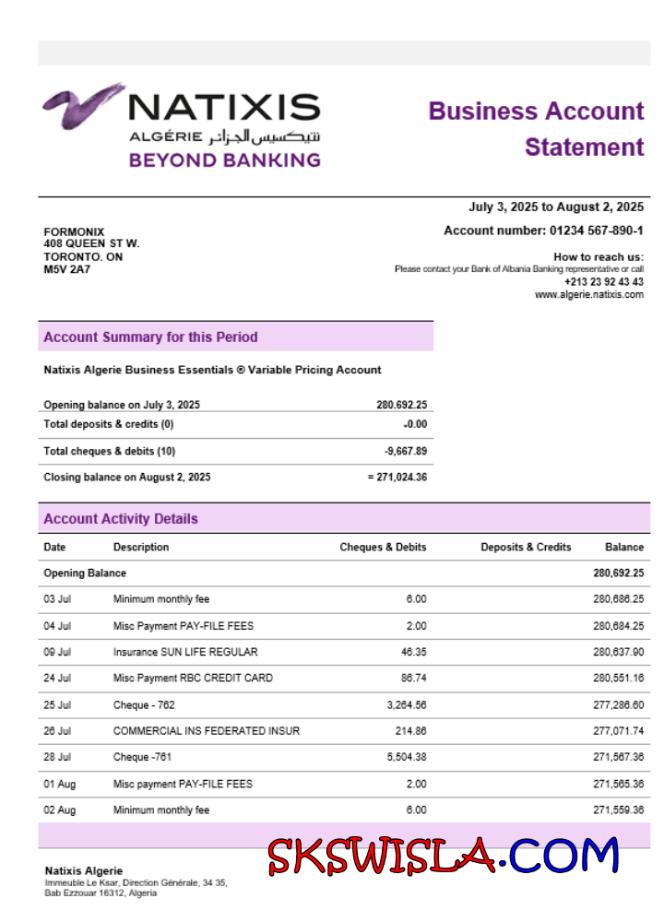 NATIXIS
ALGÉRIE نتيكسيس الجزائر
BEYOND BANKING
Business Account
Statement
July 3, 2025 to August 2, 2025
FORMONIX
408 QUEEN ST W.
TORONTO. ON
M5V 2A7
Account number: 01234 567-890-1
How to reach us:
Please contact your Bank of Albania Banking representative or call
+213 23 92 43 43
www.algerie.natixis.com
Account Summary for this Period
Natixis Algerie Business Essentials ® Variable Pricing Account
Opening balance on July 3, 2025 280.692.25
Total deposits & credits (0) -0.00
Total cheques & debits (10) -9,667.89
Closing balance on August 2, 2025 = 271,024.36
Account Activity Details
Date Description Cheques & Debits Deposits & Credits Balance
Opening Balance 280,692.25
03 Jul Minimum monthly fee 6.00 280,686.25
04 Jul Misc Payment PAY-FILE FEES 2.00 280,684.25
09 Jul Insurance SUN LIFE REGULAR 46.35 280,637.90
24 Jul Misc Payment RBC CREDIT CARD 86.74 280,551.16
25 Jul Cheque - 762 3,264.56 277,286.60
26 Jul COMMERCIAL INS FEDERATED INSUR 214.86 277,071.74
28 Jul Cheque -761 5,504.38 271,567.36
01 Aug Misc payment PAY-FILE FEES 2.00 271,565.36
02 Aug Minimum monthly fee 6.00 271,559.36
SKSWISLA.COM
Natixis Algerie
Immeuble Le Ksar, Direction Générale, 34 35,
Bab Ezzouar 16312, Algeria